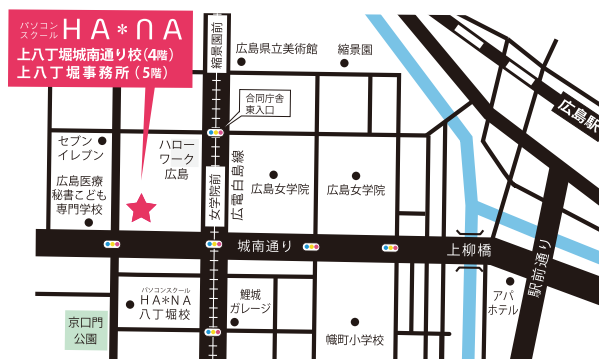 パソコン
スクール HA*NA
上八丁堀城南通り校(4階)
上八丁堀事務所(5階)
縮景園前
広島県立美術館
縮景園
合同庁舎
東入口
広島駅
セブン
イレブン
ハロー
ワーク
広島
広島医療
秘書こども
専門学校
女学院前
広電白島線
広島女学院
広島女学院
城南通り
上柳橋
駅前通り
パソコンスクール
HA*NA
八丁堀校
鯉城
ガレージ
アパ
ホテル
京口門
公園
幟町小学校